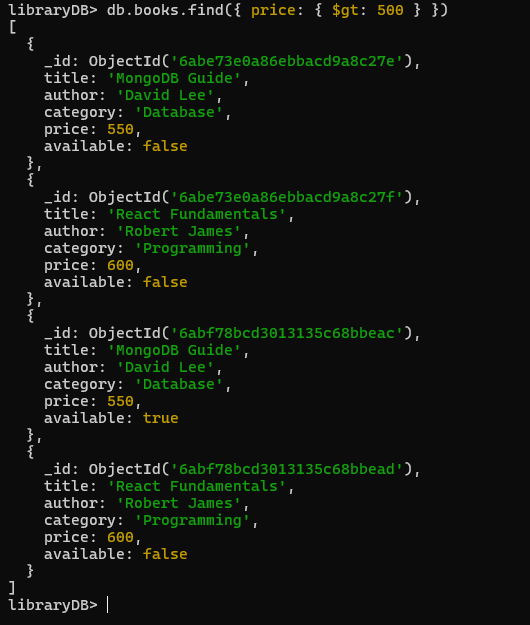 libraryDB> db.books.find({ price: { $gt: 500 } })
[
  {
    _id: ObjectId('6abe73e0a86ebbacd9a8c27e'),
    title: 'MongoDB Guide',
    author: 'David Lee',
    category: 'Database',
    price: 550,
    available: false
  },
  {
    _id: ObjectId('6abe73e0a86ebbacd9a8c27f'),
    title: 'React Fundamentals',
    author: 'Robert James',
    category: 'Programming',
    price: 600,
    available: false
  },
  {
    _id: ObjectId('6abf78bcd3013135c68bbeac'),
    title: 'MongoDB Guide',
    author: 'David Lee',
    category: 'Database',
    price: 550,
    available: true
  },
  {
    _id: ObjectId('6abf78bcd3013135c68bbead'),
    title: 'React Fundamentals',
    author: 'Robert James',
    category: 'Programming',
    price: 600,
    available: false
  }
]
libraryDB>